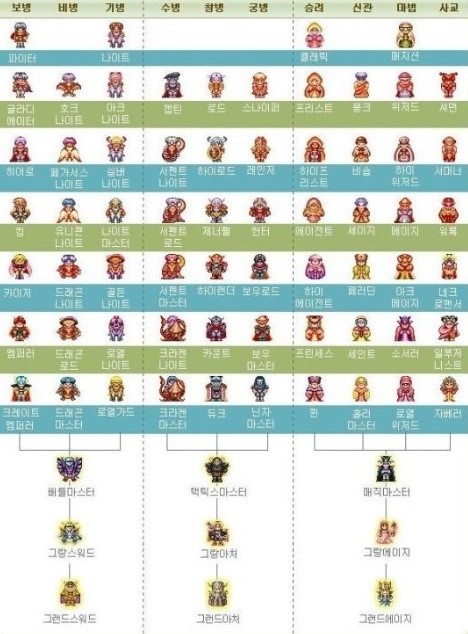 보병 비병 기병 수병 창병 궁병 승려 신관 마법 사교
파이터 나이트 클레릭 매지션
글라디에이터 호크나이트 아크나이트 캡틴 로드 스나이퍼 프리스트 몽크 위저드 셔먼
히어로 페가서스나이트 실버나이트 서펜트나이트 하이로드 레인저 하이프리스트 비숍 하이위저드 서머너
킹 유니콘나이트 나이트마스터 서펜트로드 제너럴 헌터 에이전트 세이지 메이지 워록
카이저 드래곤나이트 골든나이트 서펜트마스터 하이랜더 보우로드 하이에이전트 페러딘 아크메이지 네크로맨서
엠퍼러 드래곤로드 로열나이트 크라켄나이트 카운트 보우마스터 프린세스 세인트 소서러 일루저니스트
크레이트엠퍼러 드래곤마스터 로열가드 크라켄마스터 듀크 닌자마스터 퀸 홀리마스터 로열위저드 자베러
배틀마스터 택틱스마스터 매직마스터
그랑스워드 그랑아처 그랑메이지
그랜드스워드 그랜드아처 그랜드메이지